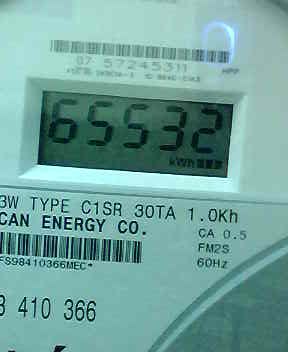 07 57245311
65532
kWh
3W TYPE C1SR 30TA 1.0Kh
CAN ENERGY CO.
CA 0.5
FM2S
FS98410366MEC*
60Hz
3 410 366